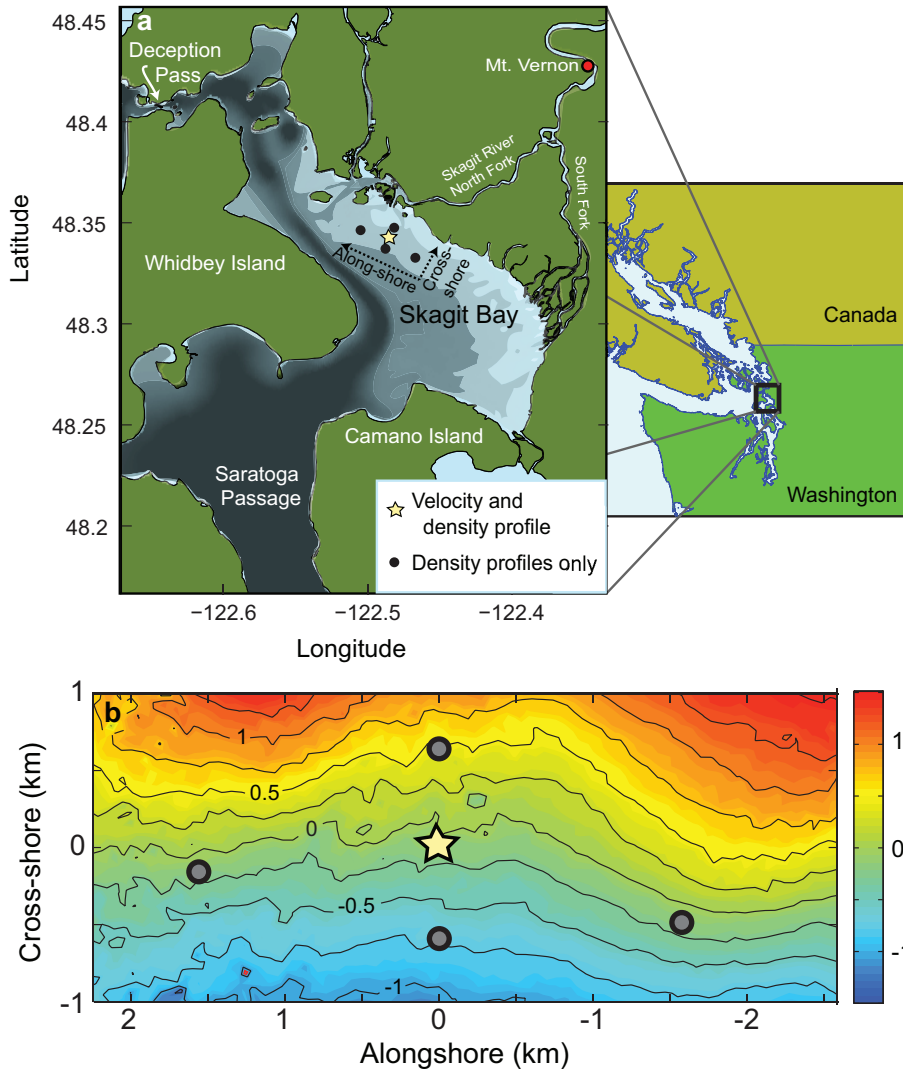 a
48.45
48.4
48.35
48.3
48.25
48.2
Latitude
Deception
Pass
Mt. Vernon
Skagit River
North Fork
South Fork
Whidbey Island
Along-shore
Cross-
shore
Skagit Bay
Camano Island
Saratoga
Passage
Velocity and
density profile
Density profiles only
−122.6
−122.5
−122.4
Longitude
Canada
Washington
b
1
0
-1
Cross-shore (km)
1
0.5
0
-0.5
-1
2
1
0
-1
-2
Alongshore (km)
1
0
-1